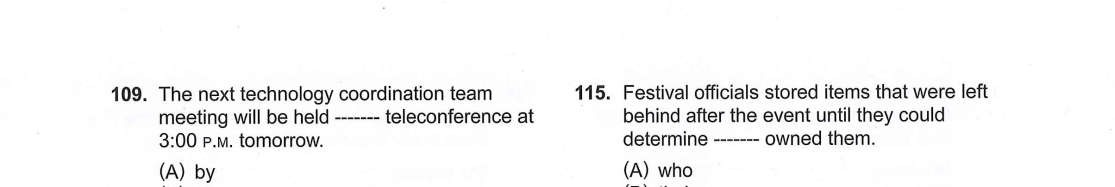 109. The next technology coordination team
meeting will be held ------- teleconference at
3:00 P.M. tomorrow.
(A) by
115. Festival officials stored items that were left
behind after the event until they could
determine ------- owned them.
(A) who